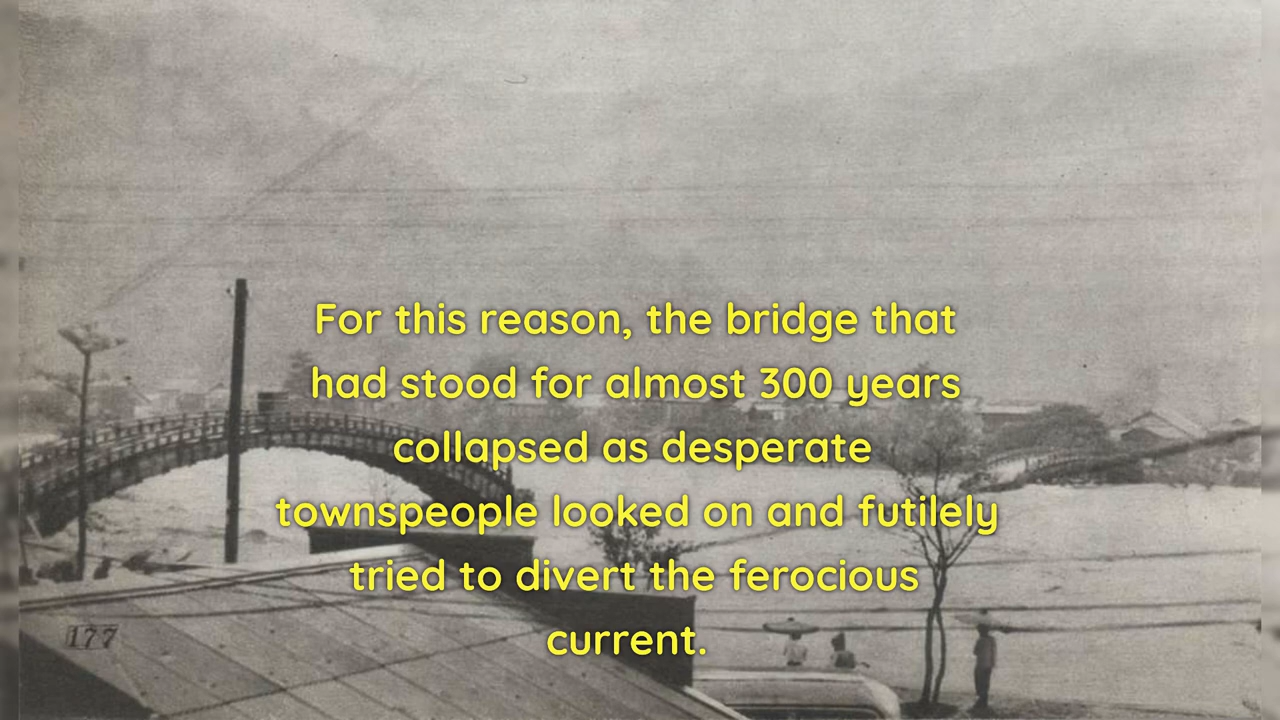 For this reason, the bridge that
had stood for almost 300 years
collapsed as desperate
townspeople looked on and futilely
tried to divert the ferocious
current.
177